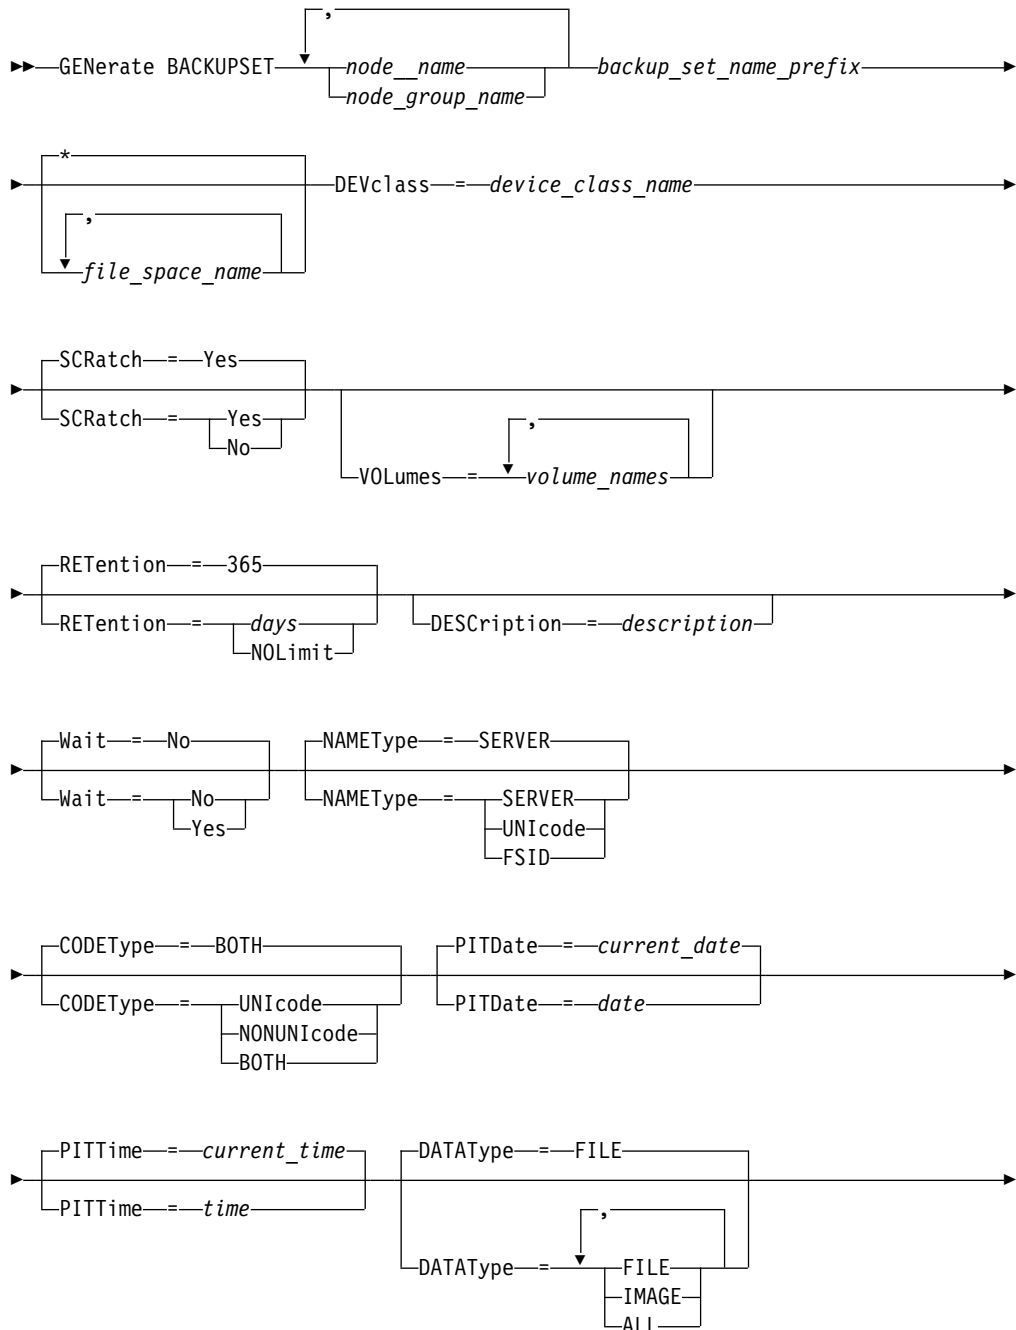 ,
GENerate BACKUPSET node__name backup_set_name_prefix
node_group_name
*
DEVclass = device_class_name
,
file_space_name
SCRatch = Yes
SCRatch = Yes
No
,
VOLumes = volume_names
RETention = 365
RETention = days
NOLimit
DESCription = description
Wait = No
Wait = No
Yes
NAMEType = SERVER
NAMEType = SERVER
UNIcode
FSID
CODEType = BOTH
CODEType = UNIcode
NONUNIcode
BOTH
PITDate = current_date
PITDate = date
PITTime = current_time
PITTime = time
DATAType = FILE
,
DATAType = FILE
IMAGE
ALL